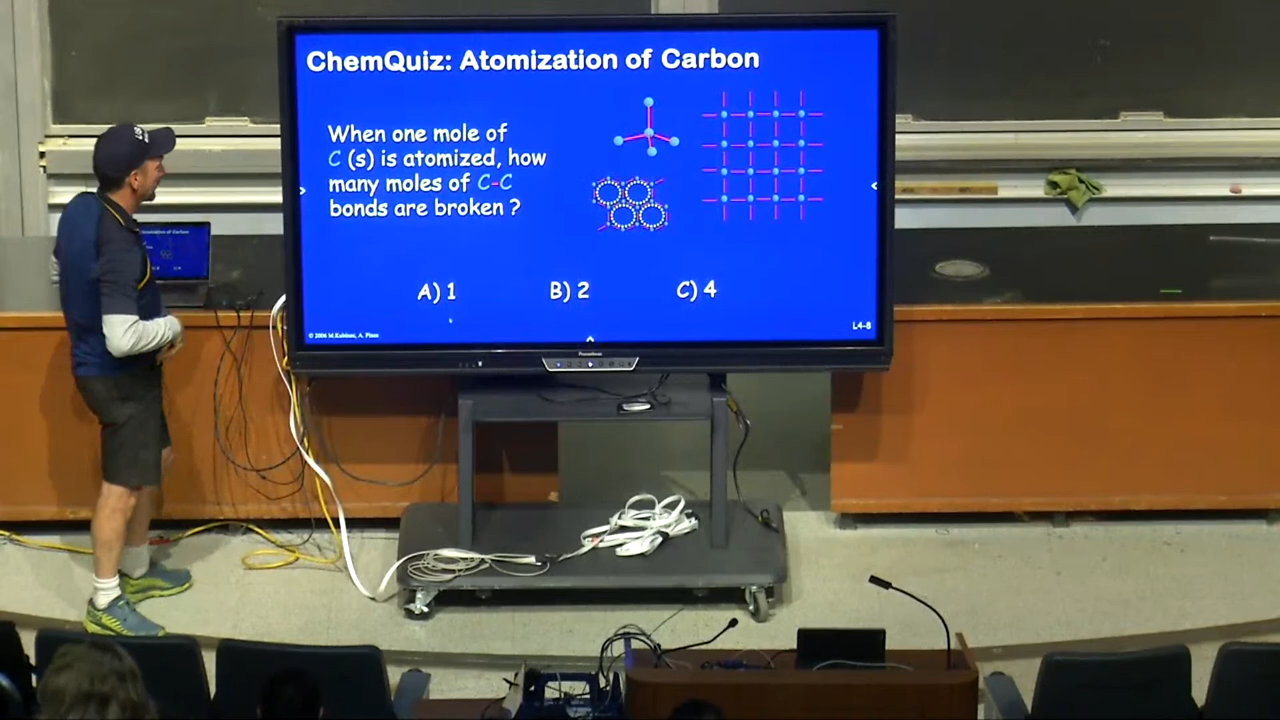 ChemQuiz: Atomization of Carbon
When one mole of
C (s) is atomized, how
many moles of C-C
bonds are broken ?
A) 1
B) 2
C) 4
L4-8
Promethean